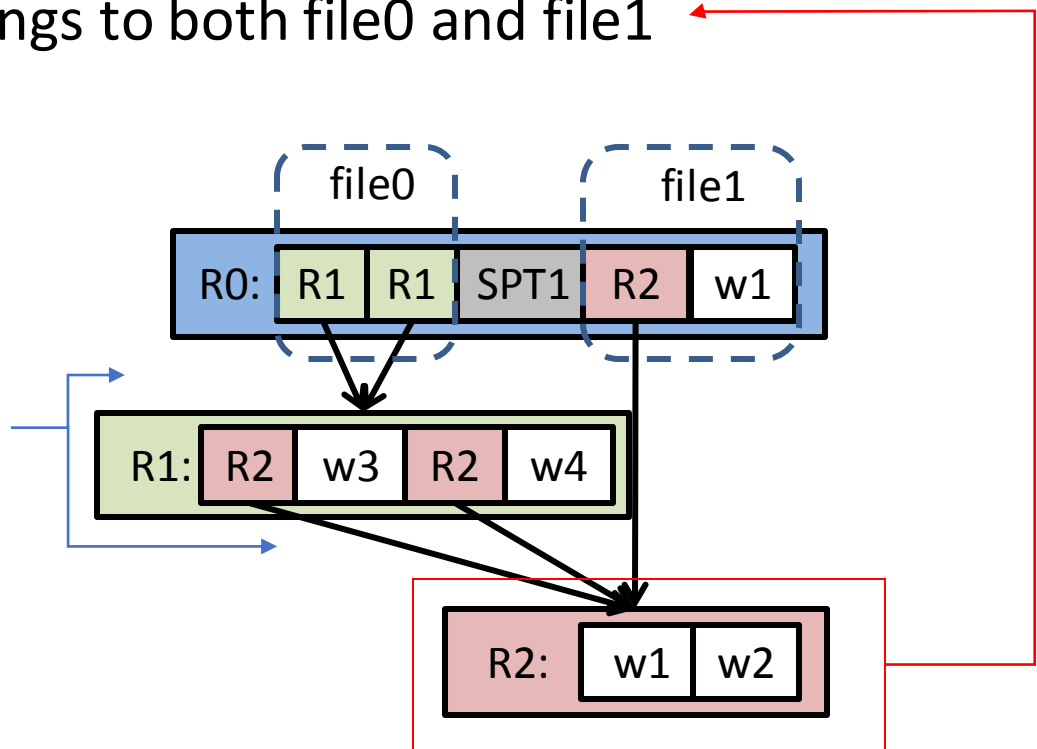 ngs to both file0 and file1
file0 file1
R0: R1 R1 SPT1 R2 w1
R1: R2 w3 R2 w4
R2: w1 w2